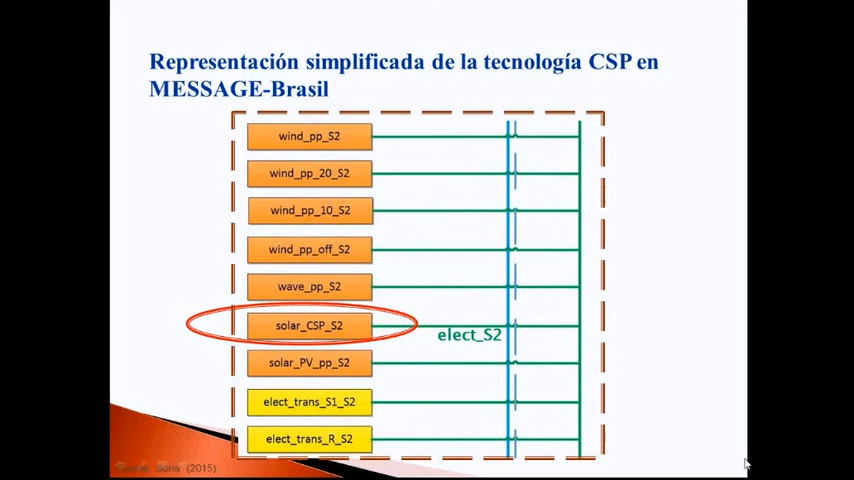 Representación simplificada de la tecnología CSP en
MESSAGE-Brasil
wind_pp_S2
wind_pp_20_S2
wind_pp_10_S2
wind_pp_off_S2
wave_pp_S2
solar_CSP_S2
elect_S2
solar_PV_pp_S2
elect_trans_S1_S2
elect_trans_R_S2
(2015)